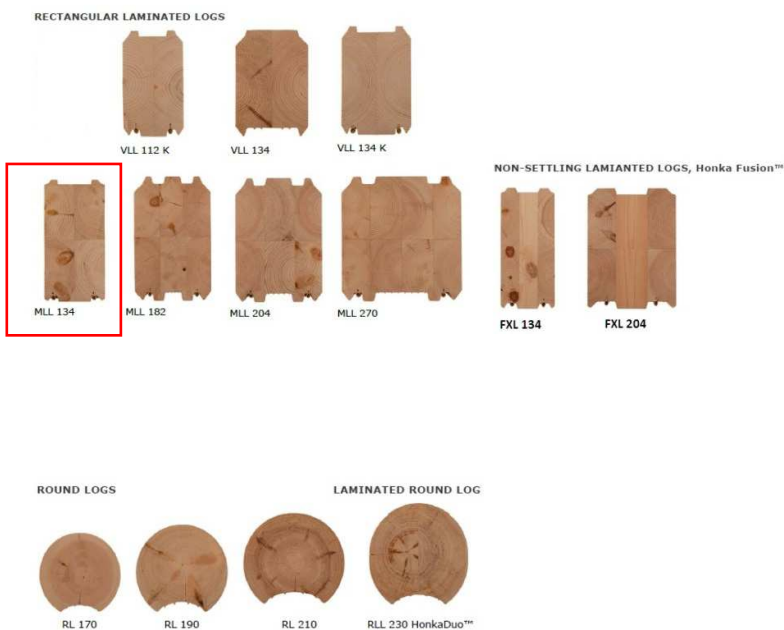 RECTANGULAR LAMINATED LOGS
VLL 112 K
VLL 134
VLL 134 K
NON-SETTLING LAMIANTED LOGS, Honka Fusion™
MLL 134
MLL 182
MLL 204
MLL 270
FXL 134
FXL 204
ROUND LOGS
LAMINATED ROUND LOG
RL 170
RL 190
RL 210
RLL 230 HonkaDuo™